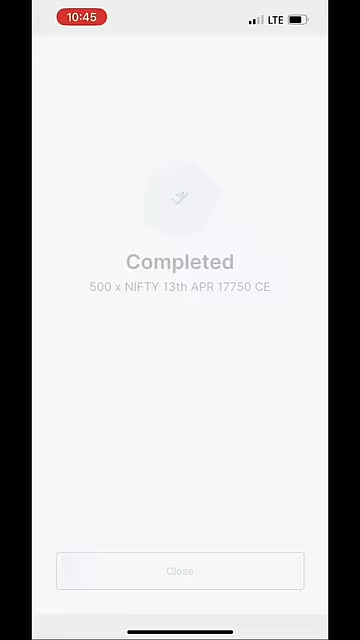 10:45
LTE
Completed
500 x NIFTY 13th APR 17750 CE
Close